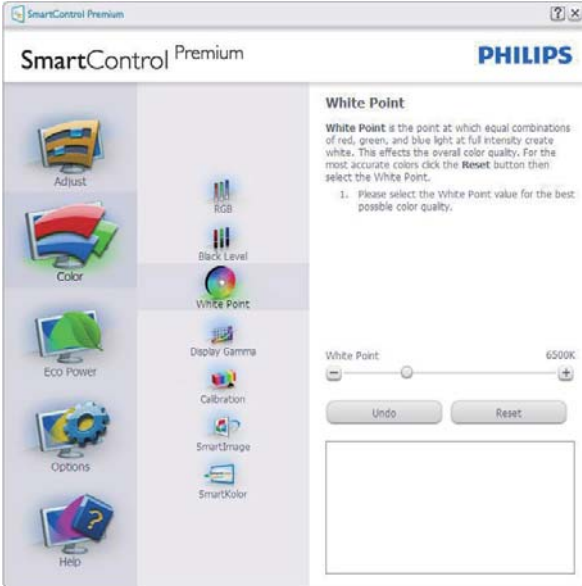 SmartControl Premium
?
SmartControl Premium
PHILIPS
Adjust
Color
Eco Power
Options
Help
RGB
Black Level
White Point
Display Gamma
Calibration
SmartImage
SmartKolor
White Point
White Point is the point at which equal combinations
of red, green, and blue light at full intensity create
white. This effects the overall color quality. For the
most accurate colors click the Reset button then
select the White Point.
1. Please select the White Point value for the best
possible color quality.
White Point 6500K
Undo Reset